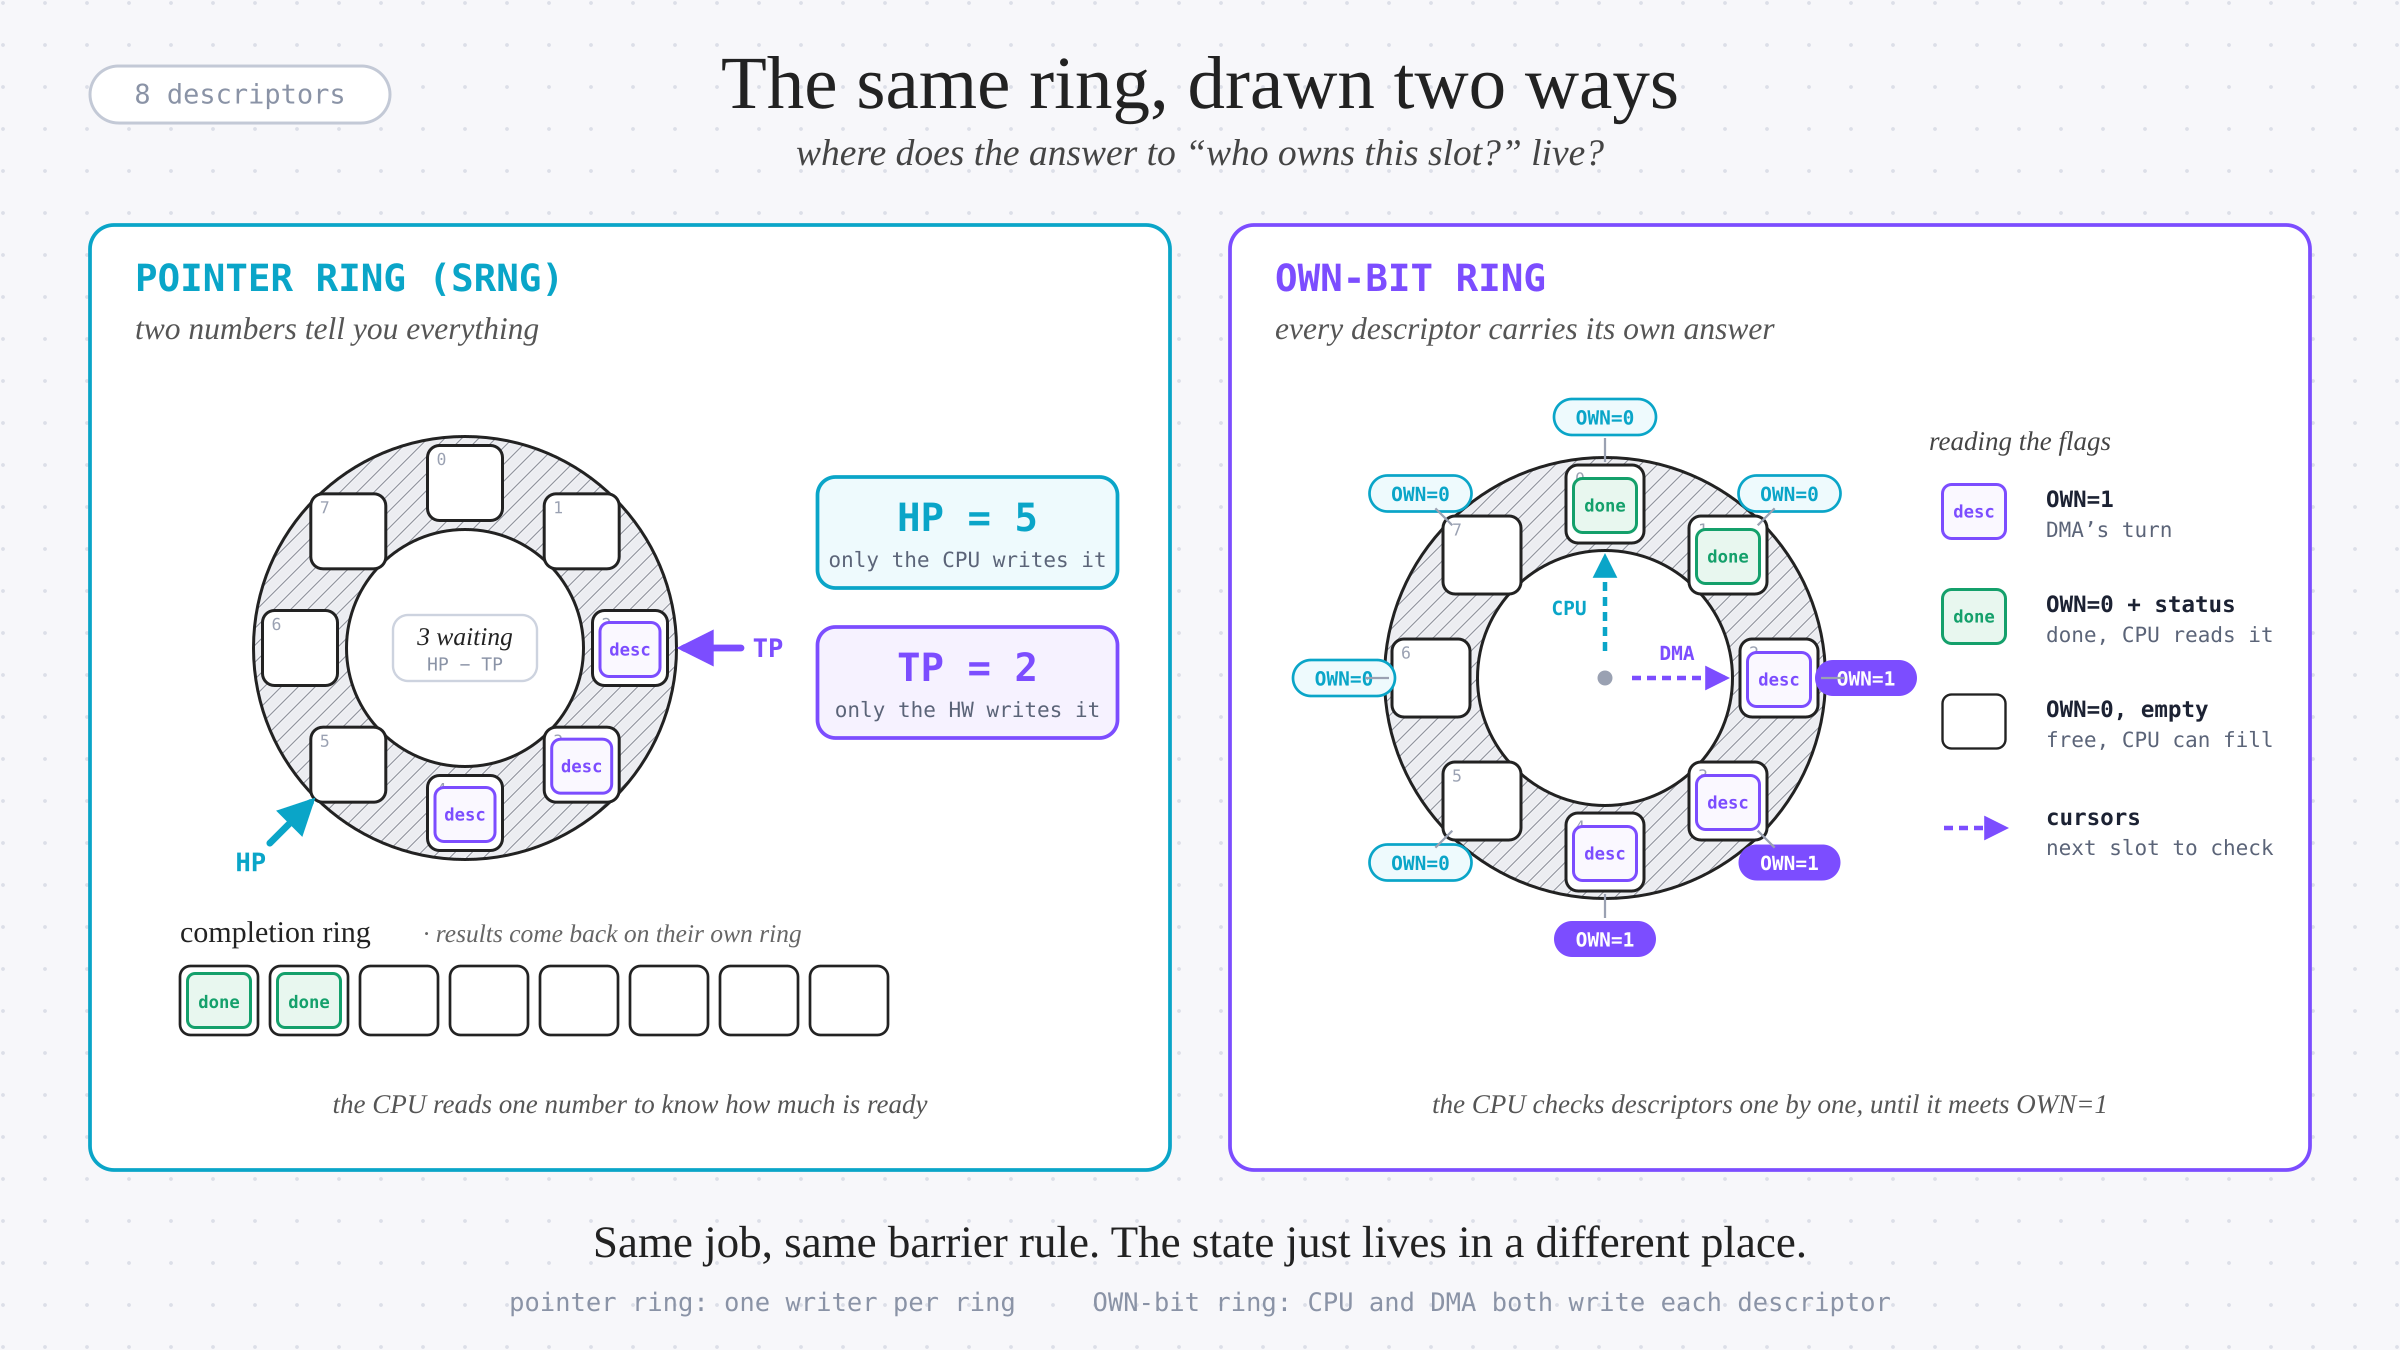 8 descriptors
The same ring, drawn two ways
where does the answer to “who owns this slot?” live?
POINTER RING (SRNG)
two numbers tell you everything
0
7
1
6
3 waiting
HP − TP
desc
TP
5
desc
desc
HP
HP = 5
only the CPU writes it
TP = 2
only the HW writes it
completion ring
· results come back on their own ring
done
done
the CPU reads one number to know how much is ready
OWN-BIT RING
every descriptor carries its own answer
OWN=0
OWN=0
OWN=0
done
7
done
CPU
DMA
OWN=0
6
desc
OWN=1
5
desc
desc
OWN=0
OWN=1
OWN=1
reading the flags
desc
OWN=1
DMA’s turn
done
OWN=0 + status
done, CPU reads it
OWN=0, empty
free, CPU can fill
cursors
next slot to check
the CPU checks descriptors one by one, until it meets OWN=1
Same job, same barrier rule. The state just lives in a different place.
pointer ring: one writer per ring
OWN-bit ring: CPU and DMA both write each descriptor